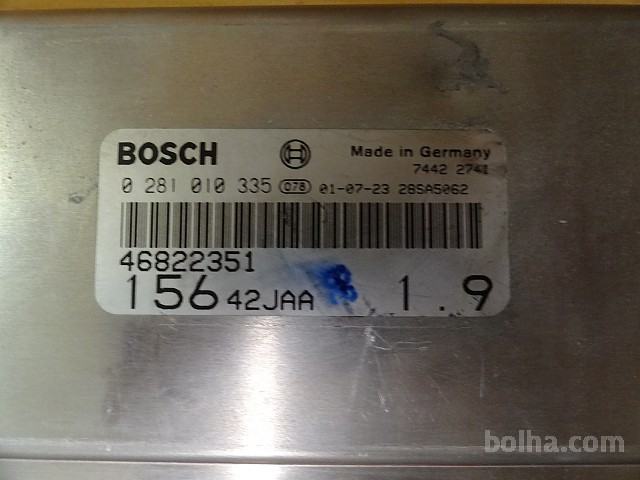 BOSCH
Made in Germany
7442 2741
0 281 010 335 078 01-07-23 28SA5062
46822351
156 42JAA 1.9
bolha.com